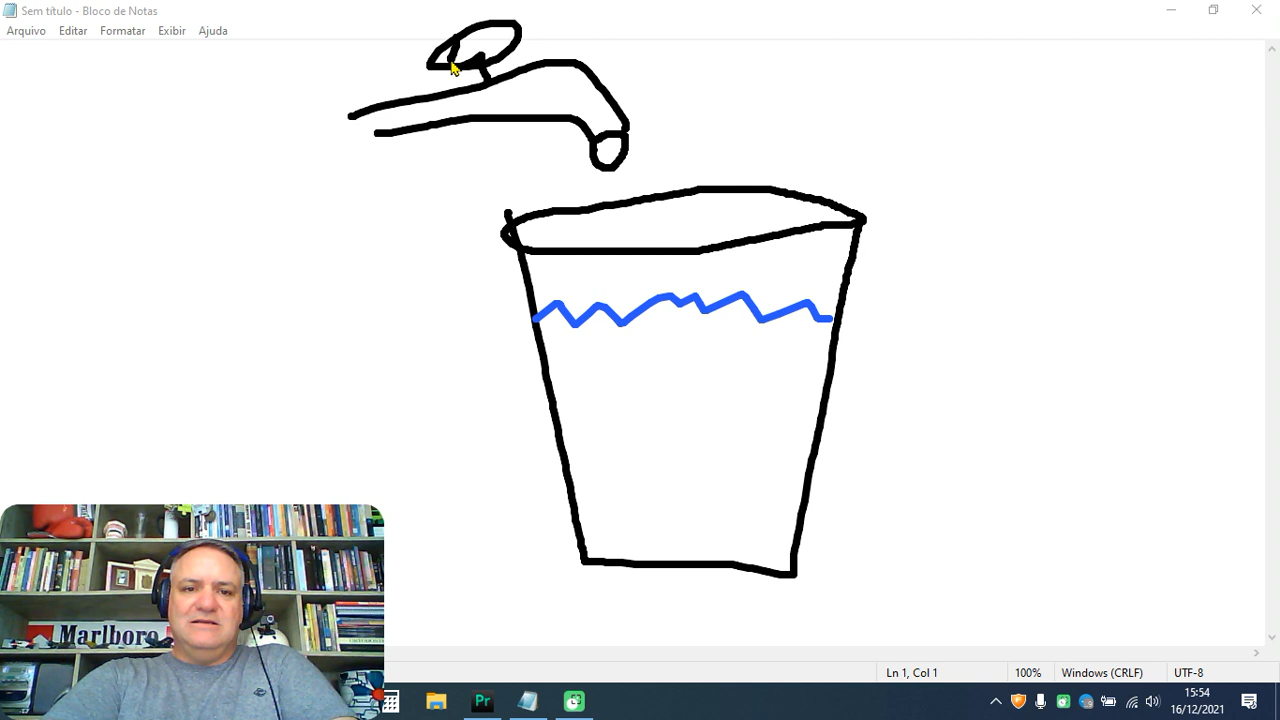 Sem título - Bloco de Notas
Arquivo Editar Formatar Exibir Ajuda
Marlboro
Ln 1, Col 1 100% Windows (CRLF) UTF-8
Pr 15:54
16/12/2021